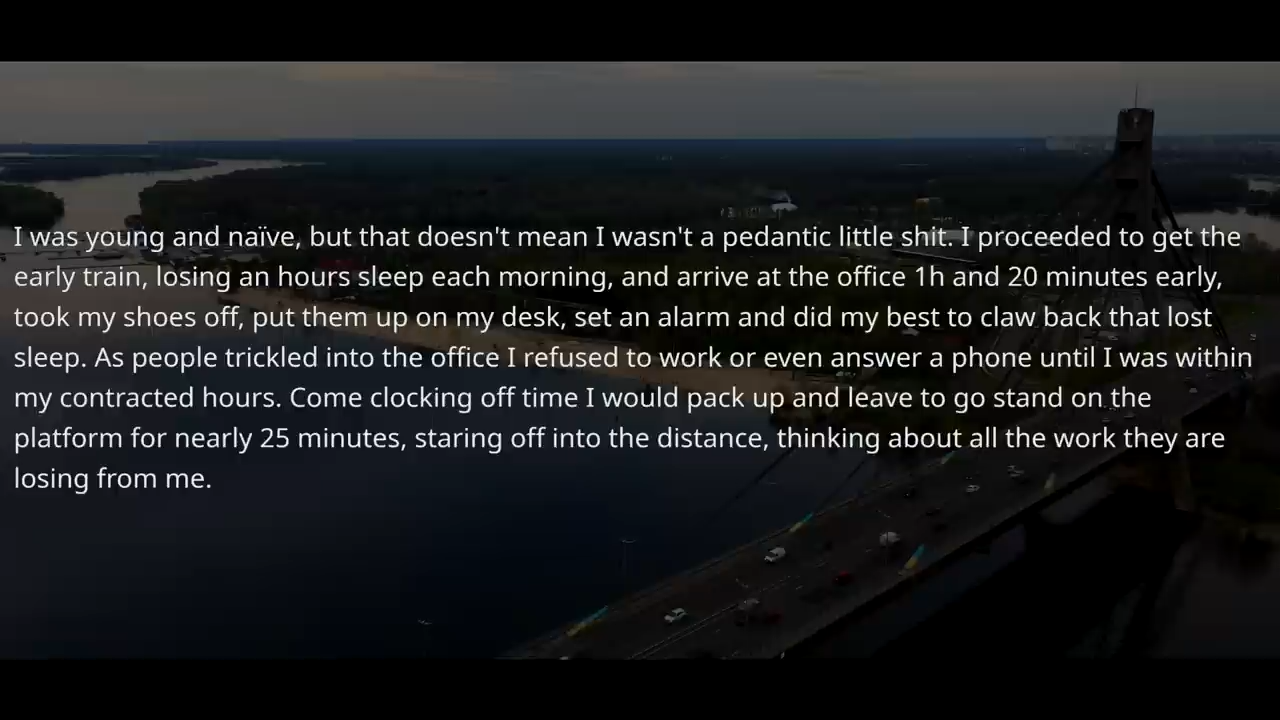 I was young and naïve, but that doesn't mean I wasn't a pedantic little shit. I proceeded to get the
early train, losing an hours sleep each morning, and arrive at the office 1h and 20 minutes early,
took my shoes off, put them up on my desk, set an alarm and did my best to claw back that lost
sleep. As people trickled into the office I refused to work or even answer a phone until I was within
my contracted hours. Come clocking off time I would pack up and leave to go stand on the
platform for nearly 25 minutes, staring off into the distance, thinking about all the work they are
losing from me.